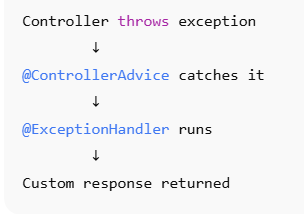 Controller throws exception
↓
@ControllerAdvice catches it
↓
@ExceptionHandler runs
↓
Custom response returned